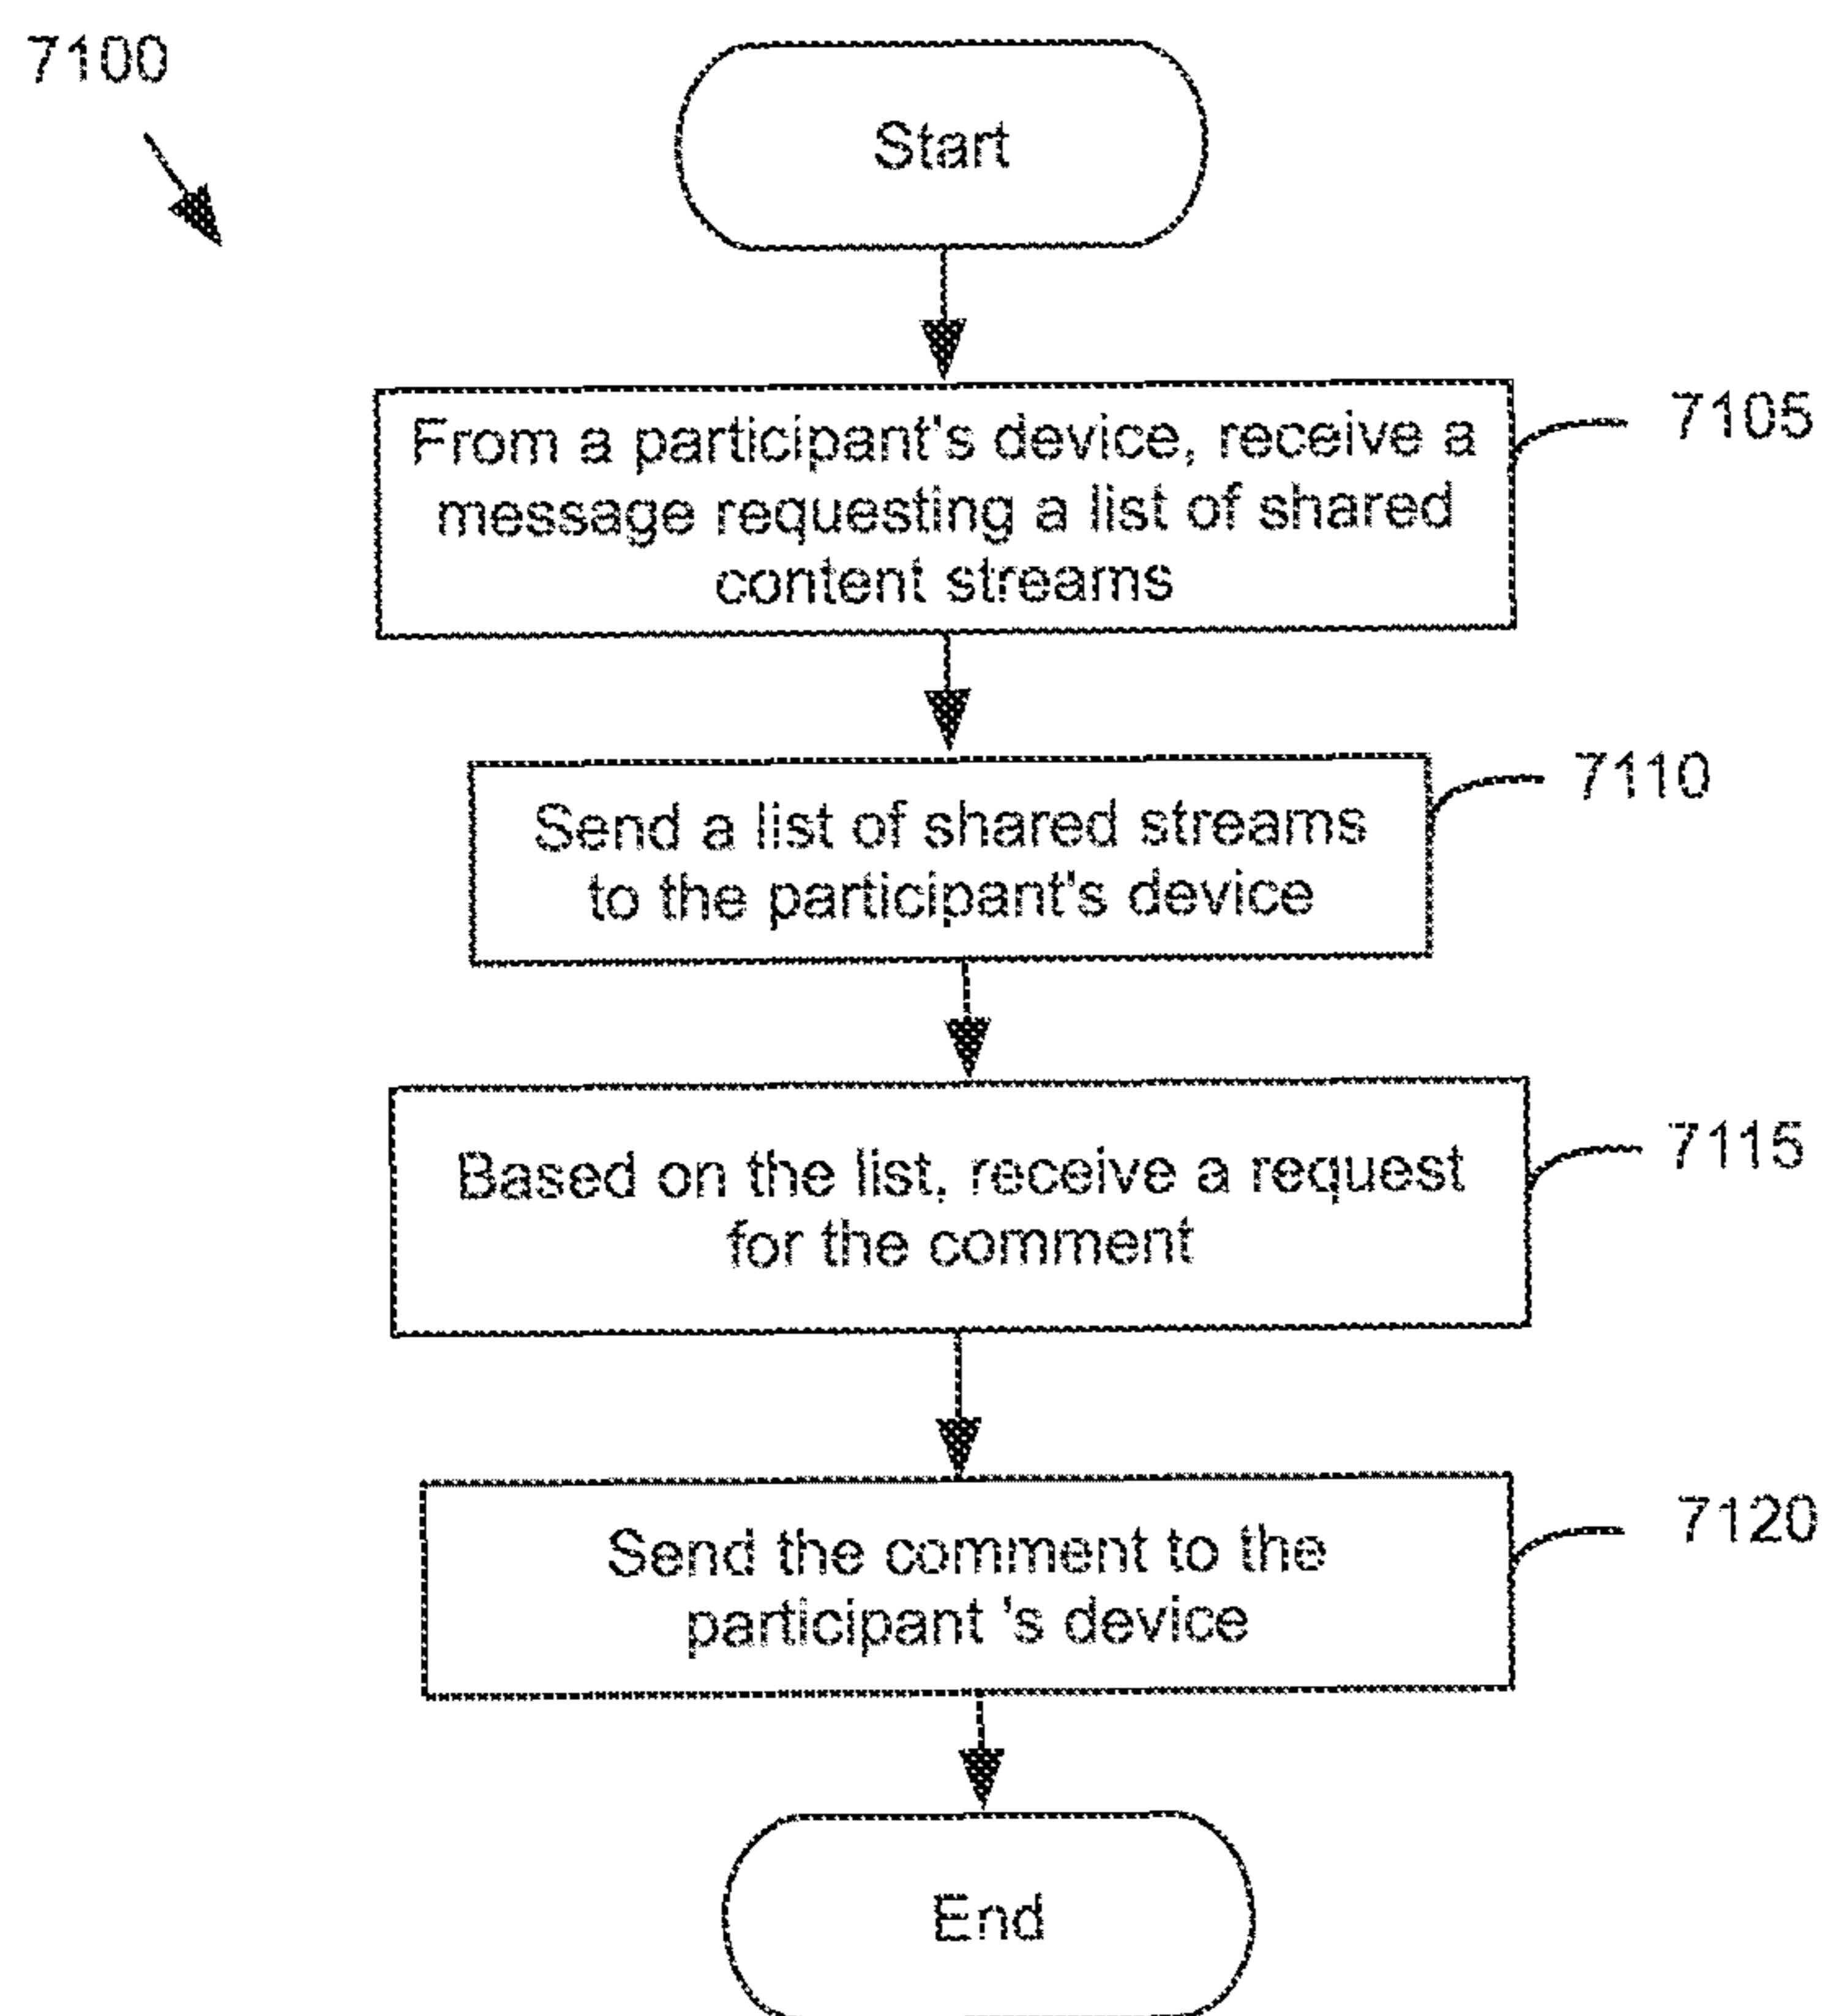 7100
Start
From a participant's device, receive a
message requesting a list of shared
content streams
7105
Send a list of shared streams
to the participant's device
7110
Based on the list, receive a request
for the comment
7115
Send the comment to the
participant 's device
7120
End